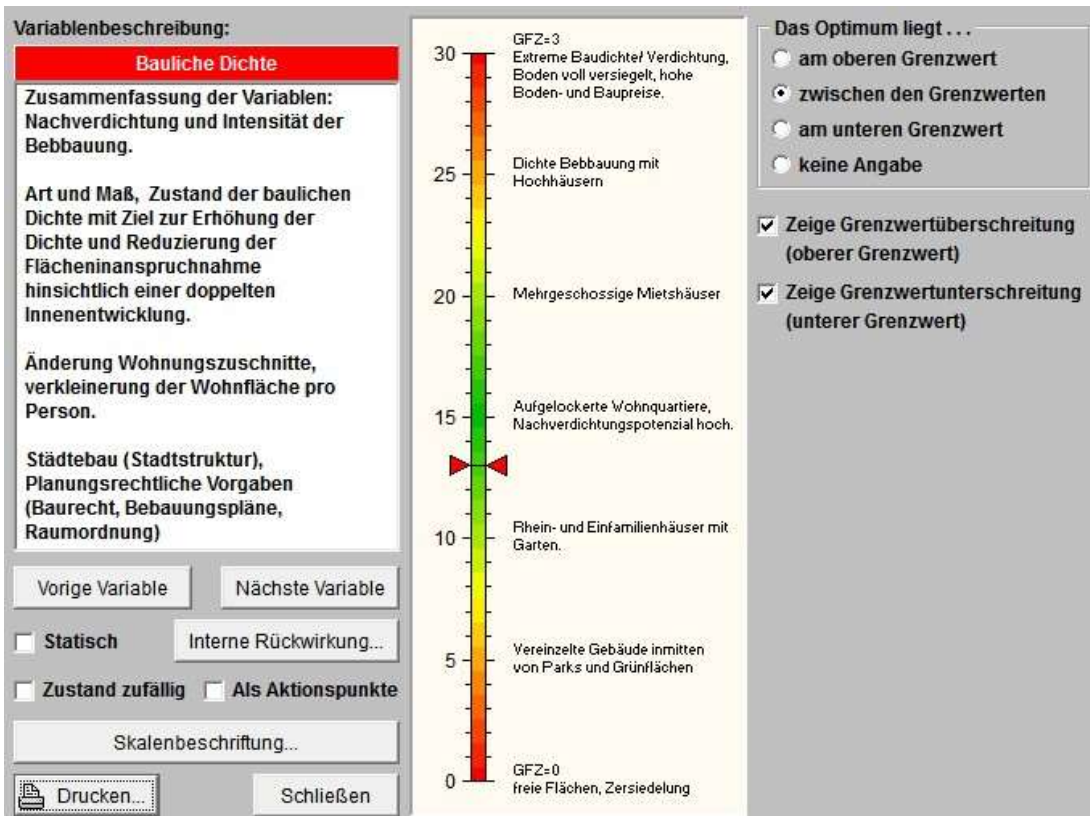 Variablenbeschreibung:
Bauliche Dichte
Zusammenfassung der Variablen:
Nachverdichtung und Intensität der
Bebbauung.
Art und Maß, Zustand der baulichen
Dichte mit Ziel zur Erhöhung der
Dichte und Reduzierung der
Flächeninanspruchnahme
hinsichtlich einer doppelten
Innenentwicklung.
Änderung Wohnungszuschnitte,
verkleinerung der Wohnfläche pro
Person.
Städtebau (Stadtstruktur),
Planungsrechtliche Vorgaben
(Baurecht, Bebauungspläne,
Raumordnung)
Vorige Variable
Nächste Variable
Statisch
Interne Rückwirkung...
Zustand zufällig
Als Aktionspunkte
Skalenbeschriftung...
Drucken...
Schließen
30
GFZ=3
Extreme Baudichte/ Verdichtung,
Boden voll versiegelt, hohe
Boden- und Baupreise.
25
Dichte Bebbauung mit
Hochhäusern
20
Mehrgeschossige Mietshäuser
15
Aufgelockerte Wohnquartiere,
Nachverdichtungspotenzial hoch.
10
Rhein- und Einfamilienhäuser mit
Garten.
5
Vereinzelte Gebäude inmitten
von Parks und Grünflächen
0
GFZ=0
freie Flächen, Zersiedelung
Das Optimum liegt . . .
am oberen Grenzwert
zwischen den Grenzwerten
am unteren Grenzwert
keine Angabe
Zeige Grenzwertüberschreitung
(oberer Grenzwert)
Zeige Grenzwertunterschreitung
(unterer Grenzwert)